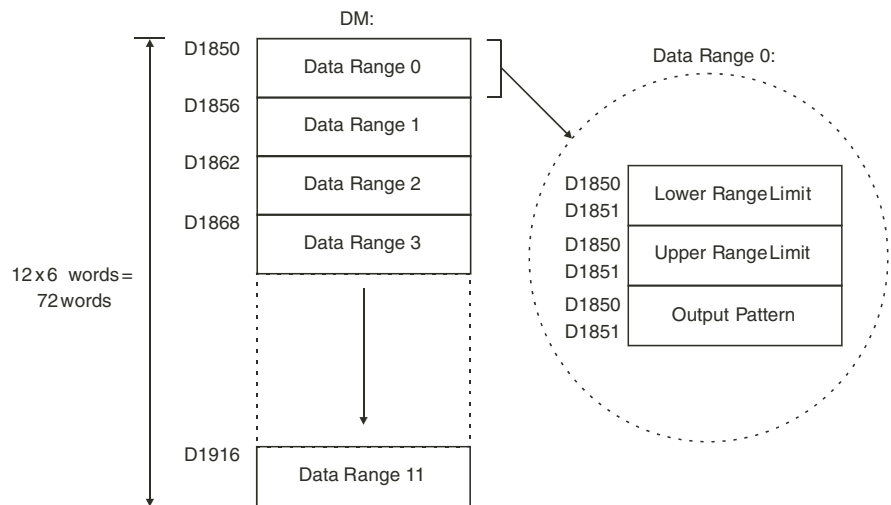 DM:
D1850
Data Range 0
D1856
Data Range 1
D1862
Data Range 2
D1868
Data Range 3
12 x 6 words =
72 words
D1916
Data Range 11
Data Range 0:
D1850
D1851
Lower Range Limit
D1850
D1851
Upper Range Limit
D1850
D1851
Output Pattern